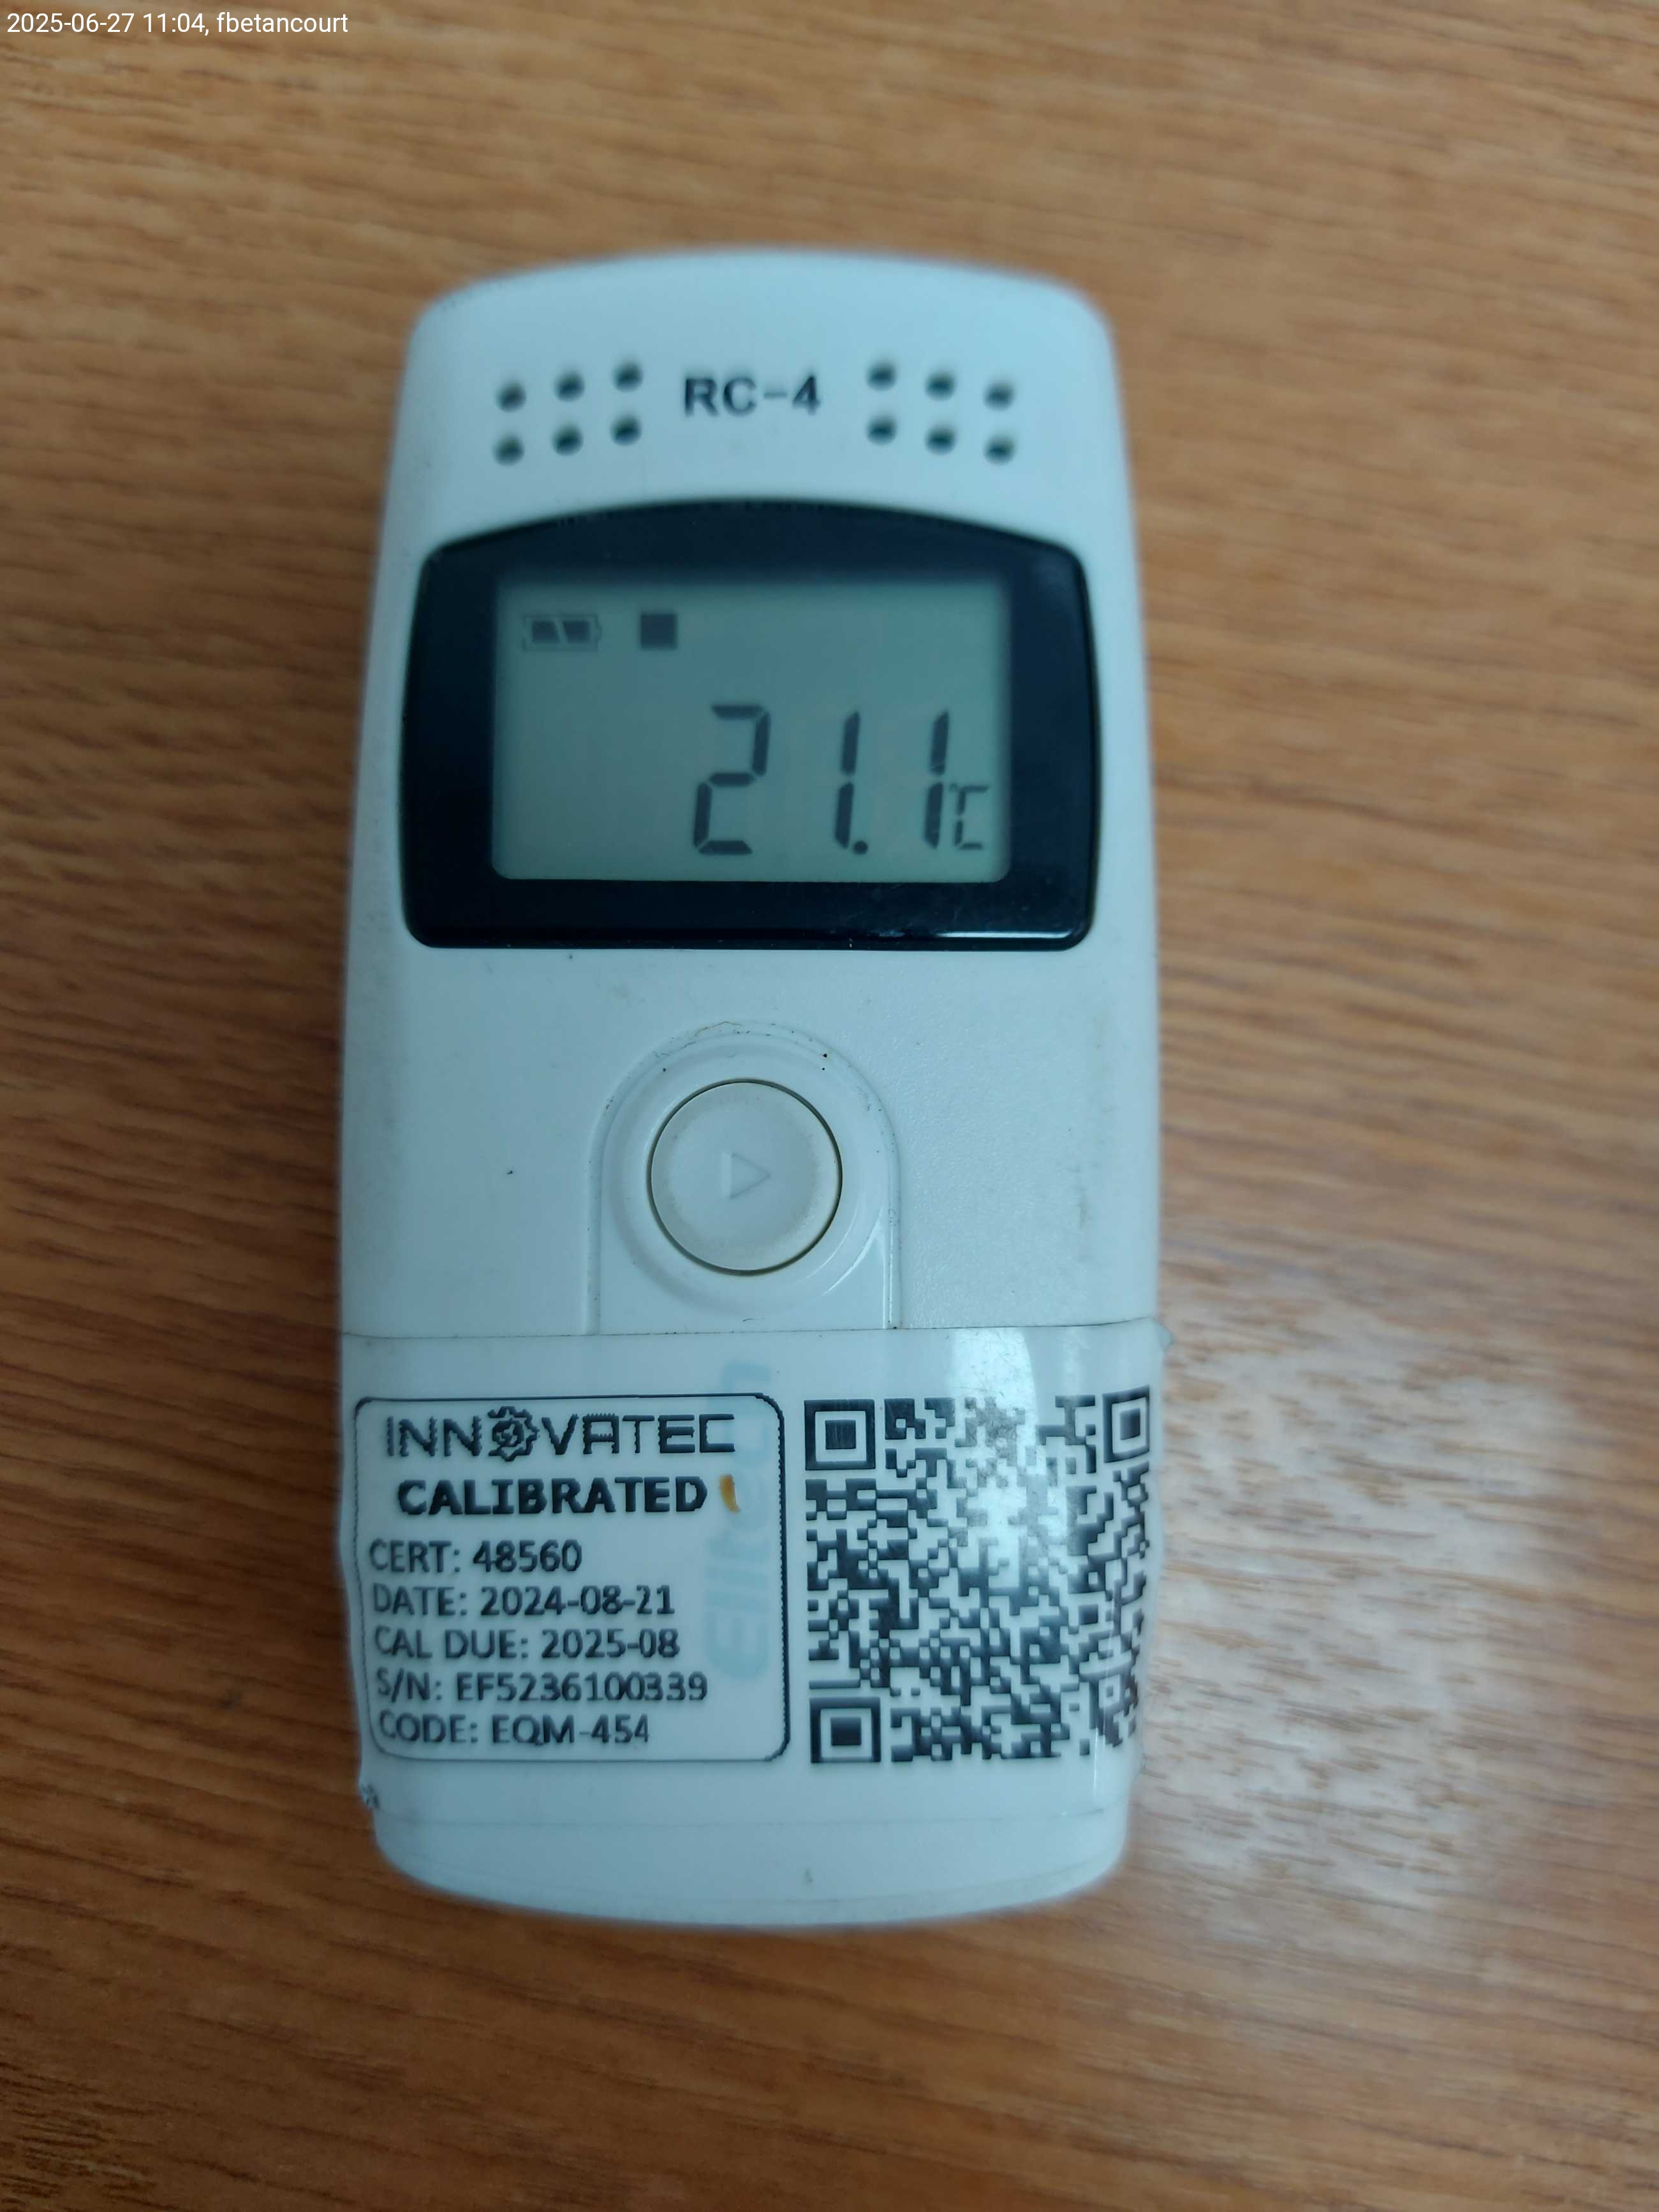 2025-06-27 11:04, fbetancourt
RC-4
21.1℃
INNOVATEC
CALIBRATED
CERT: 48560
DATE: 2024-08-21
CAL DUE: 2025-08
S/N: EF5236100339
CODE: EQM-454
Elitech